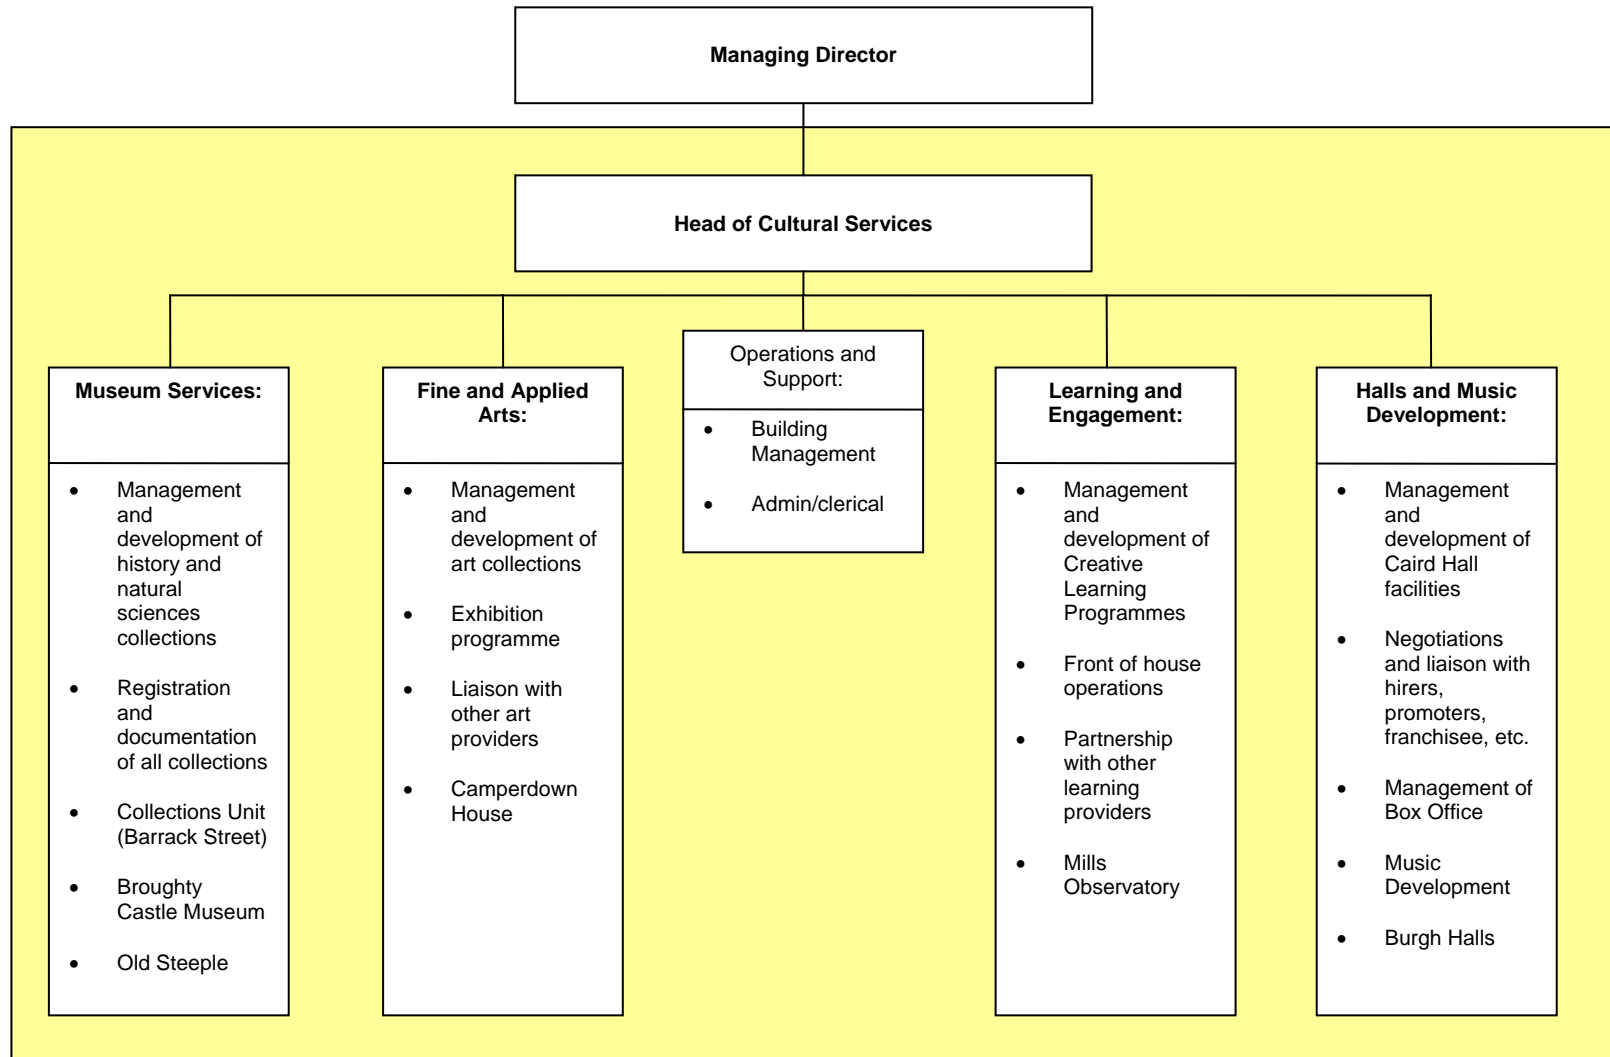 Managing Director
Head of Cultural Services
Museum Services:
• Management
and
development of
history and
natural
sciences
collections
• Registration
and
documentation
of all collections
• Collections Unit
(Barrack Street)
• Broughty
Castle Museum
• Old Steeple
Fine and Applied
Arts:
• Management
and
development of
art collections
• Exhibition
programme
• Liaison with
other art
providers
• Camperdown
House
Operations and
Support:
• Building
Management
• Admin/clerical
Learning and
Engagement:
• Management
and
development of
Creative
Learning
Programmes
• Front of house
operations
• Partnership
with other
learning
providers
• Mills
Observatory
Halls and Music
Development:
• Management
and
development of
Caird Hall
facilities
• Negotiations
and liaison with
hirers,
promoters,
franchisee, etc.
• Management of
Box Office
• Music
Development
• Burgh Halls